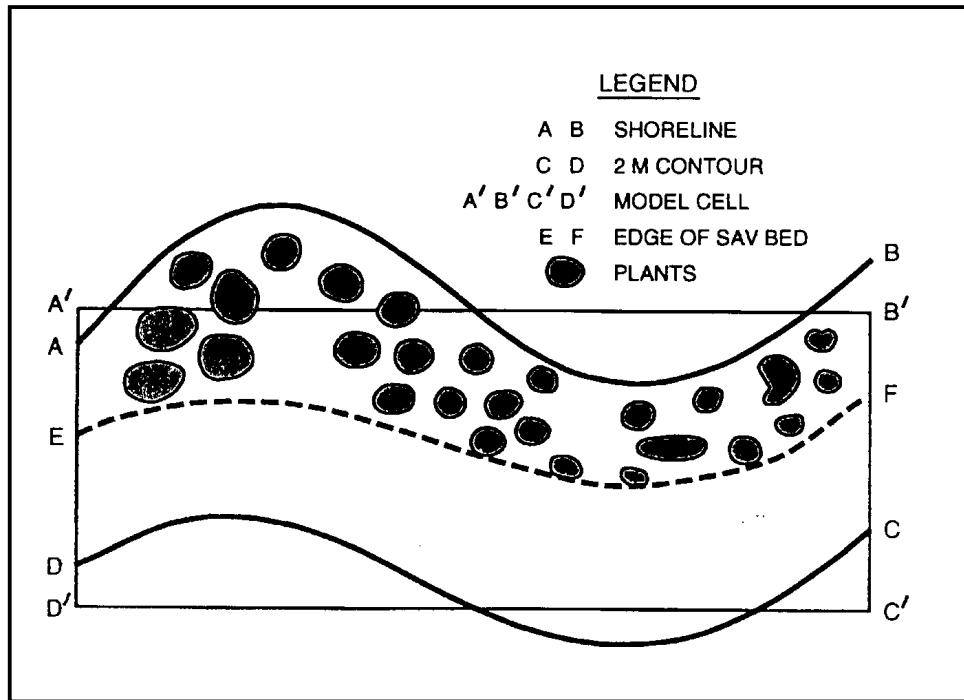 LEGEND
A B SHORELINE
C D 2 M CONTOUR
A′ B′ C′ D′ MODEL CELL
E F EDGE OF SAV BED
PLANTS
B
A′
B′
A
F
E
C
D
D′
C′